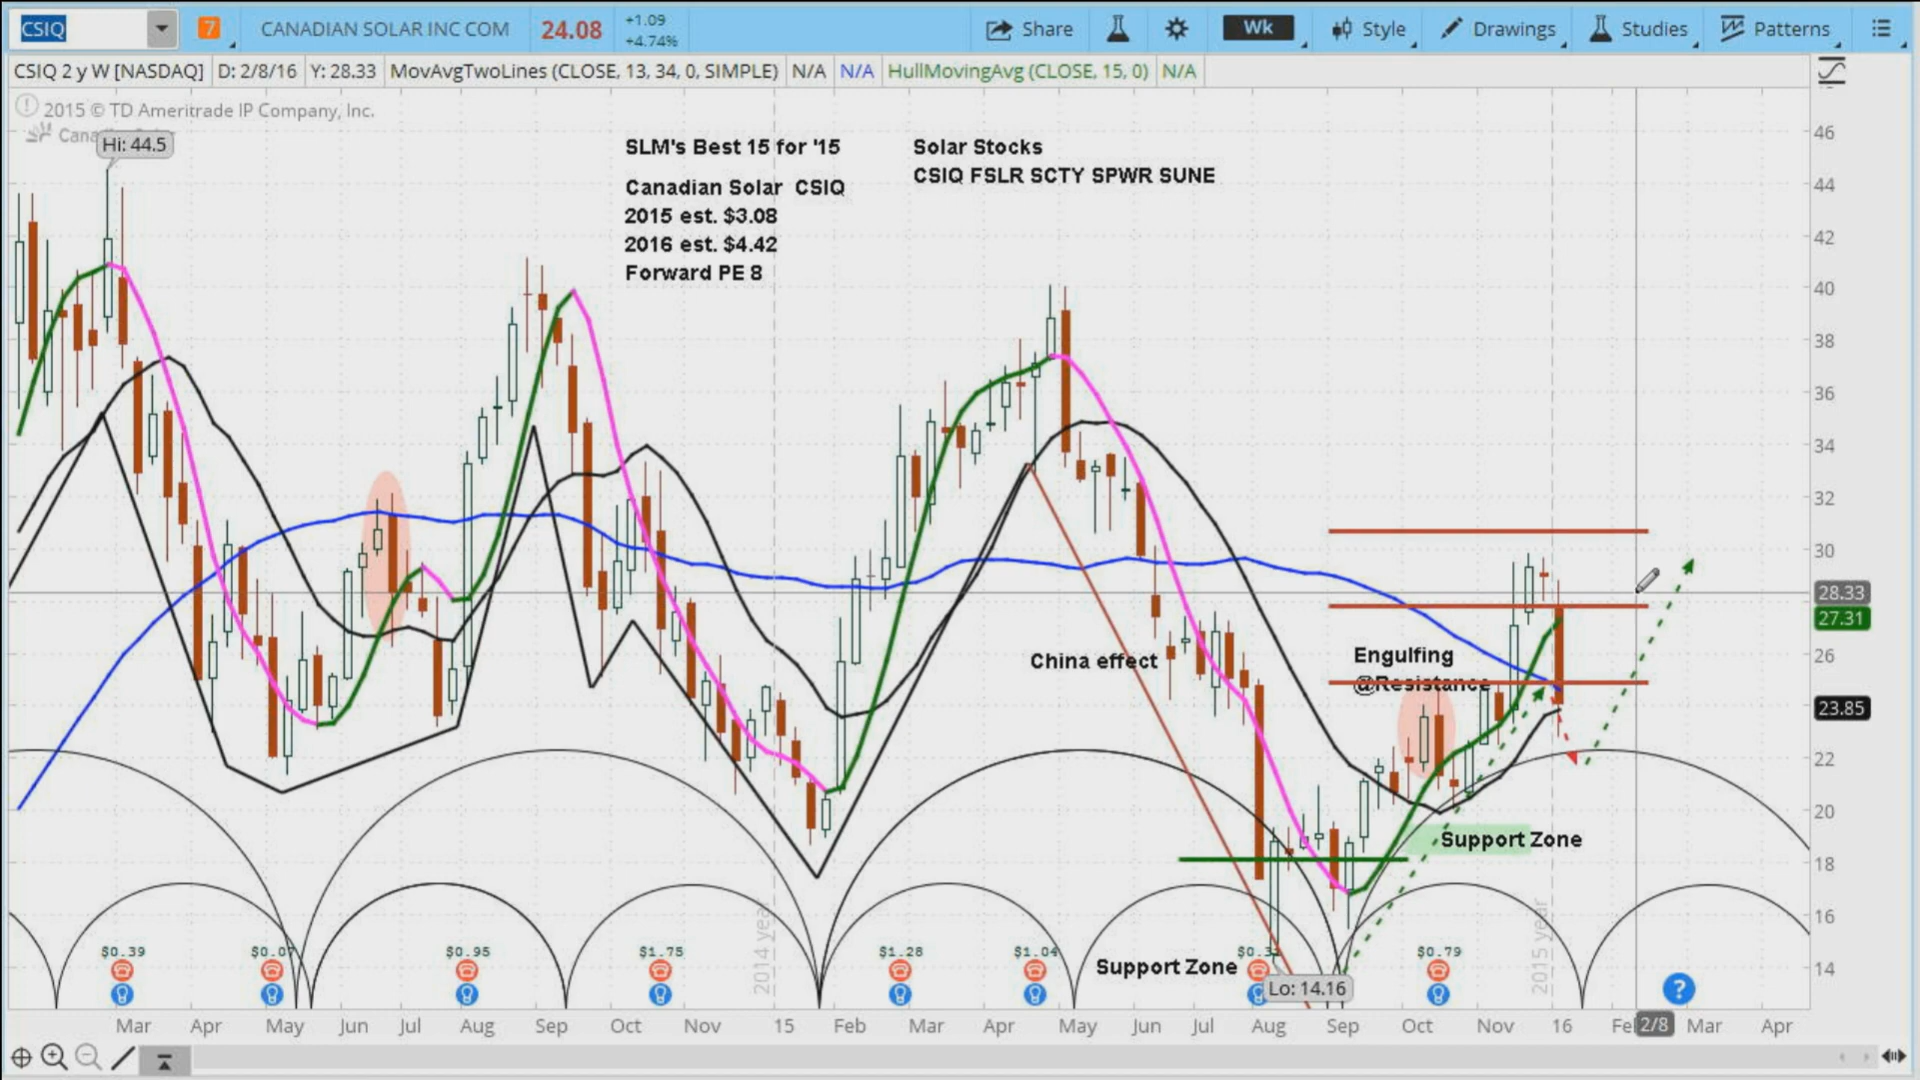 CSIQ
7
CANADIAN SOLAR INC COM
24.08
+1.09
+4.74%
Share
Wk
Style
Drawings
Studies
Patterns
CSIQ 2 y W [NASDAQ]
D: 2/8/16
Y: 28.33
MovAvgTwoLines (CLOSE, 13, 34, 0, SIMPLE)
N/A
N/A
HullMovingAvg (CLOSE, 15, 0)
N/A
2015 © TD Ameritrade IP Company, Inc.
Hi: 44.5
SLM's Best 15 for '15
Canadian Solar CSIQ
2015 est. $3.08
2016 est. $4.42
Forward PE 8
Solar Stocks
CSIQ FSLR SCTY SPWR SUNE
46
44
42
40
38
36
34
32
30
28.33
27.31
26
23.85
22
20
18
16
14
China effect
Engulfing
@Resistance
Support Zone
Support Zone
Lo: 14.16
2014 year
2015 year
$0.39
$0.07
$0.95
$1.75
$1.28
$1.04
$0.79
?
Mar
Apr
May
Jun
Jul
Aug
Sep
Oct
Nov
15
Feb
Mar
Apr
May
Jun
Jul
Aug
Sep
Oct
Nov
16
2/8
Mar
Apr